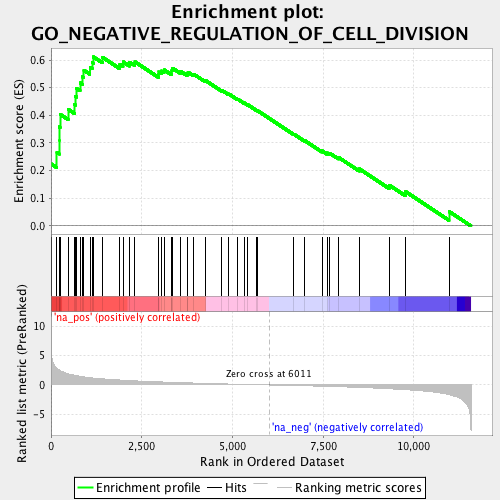 Enrichment plot:
GO_NEGATIVE_REGULATION_OF_CELL_DIVISION
Enrichment score (ES)
0.6
0.5
0.4
0.3
0.2
0.1
0.0
'na_pos' (positively correlated)
Ranked list metric (PreRanked)
10
5
0
-5
Zero cross at 6011
'na_neg' (negatively correlated)
0
2,500
5,000
7,500
10,000
Rank in Ordered Dataset
Enrichment profile
Hits
Ranking metric scores